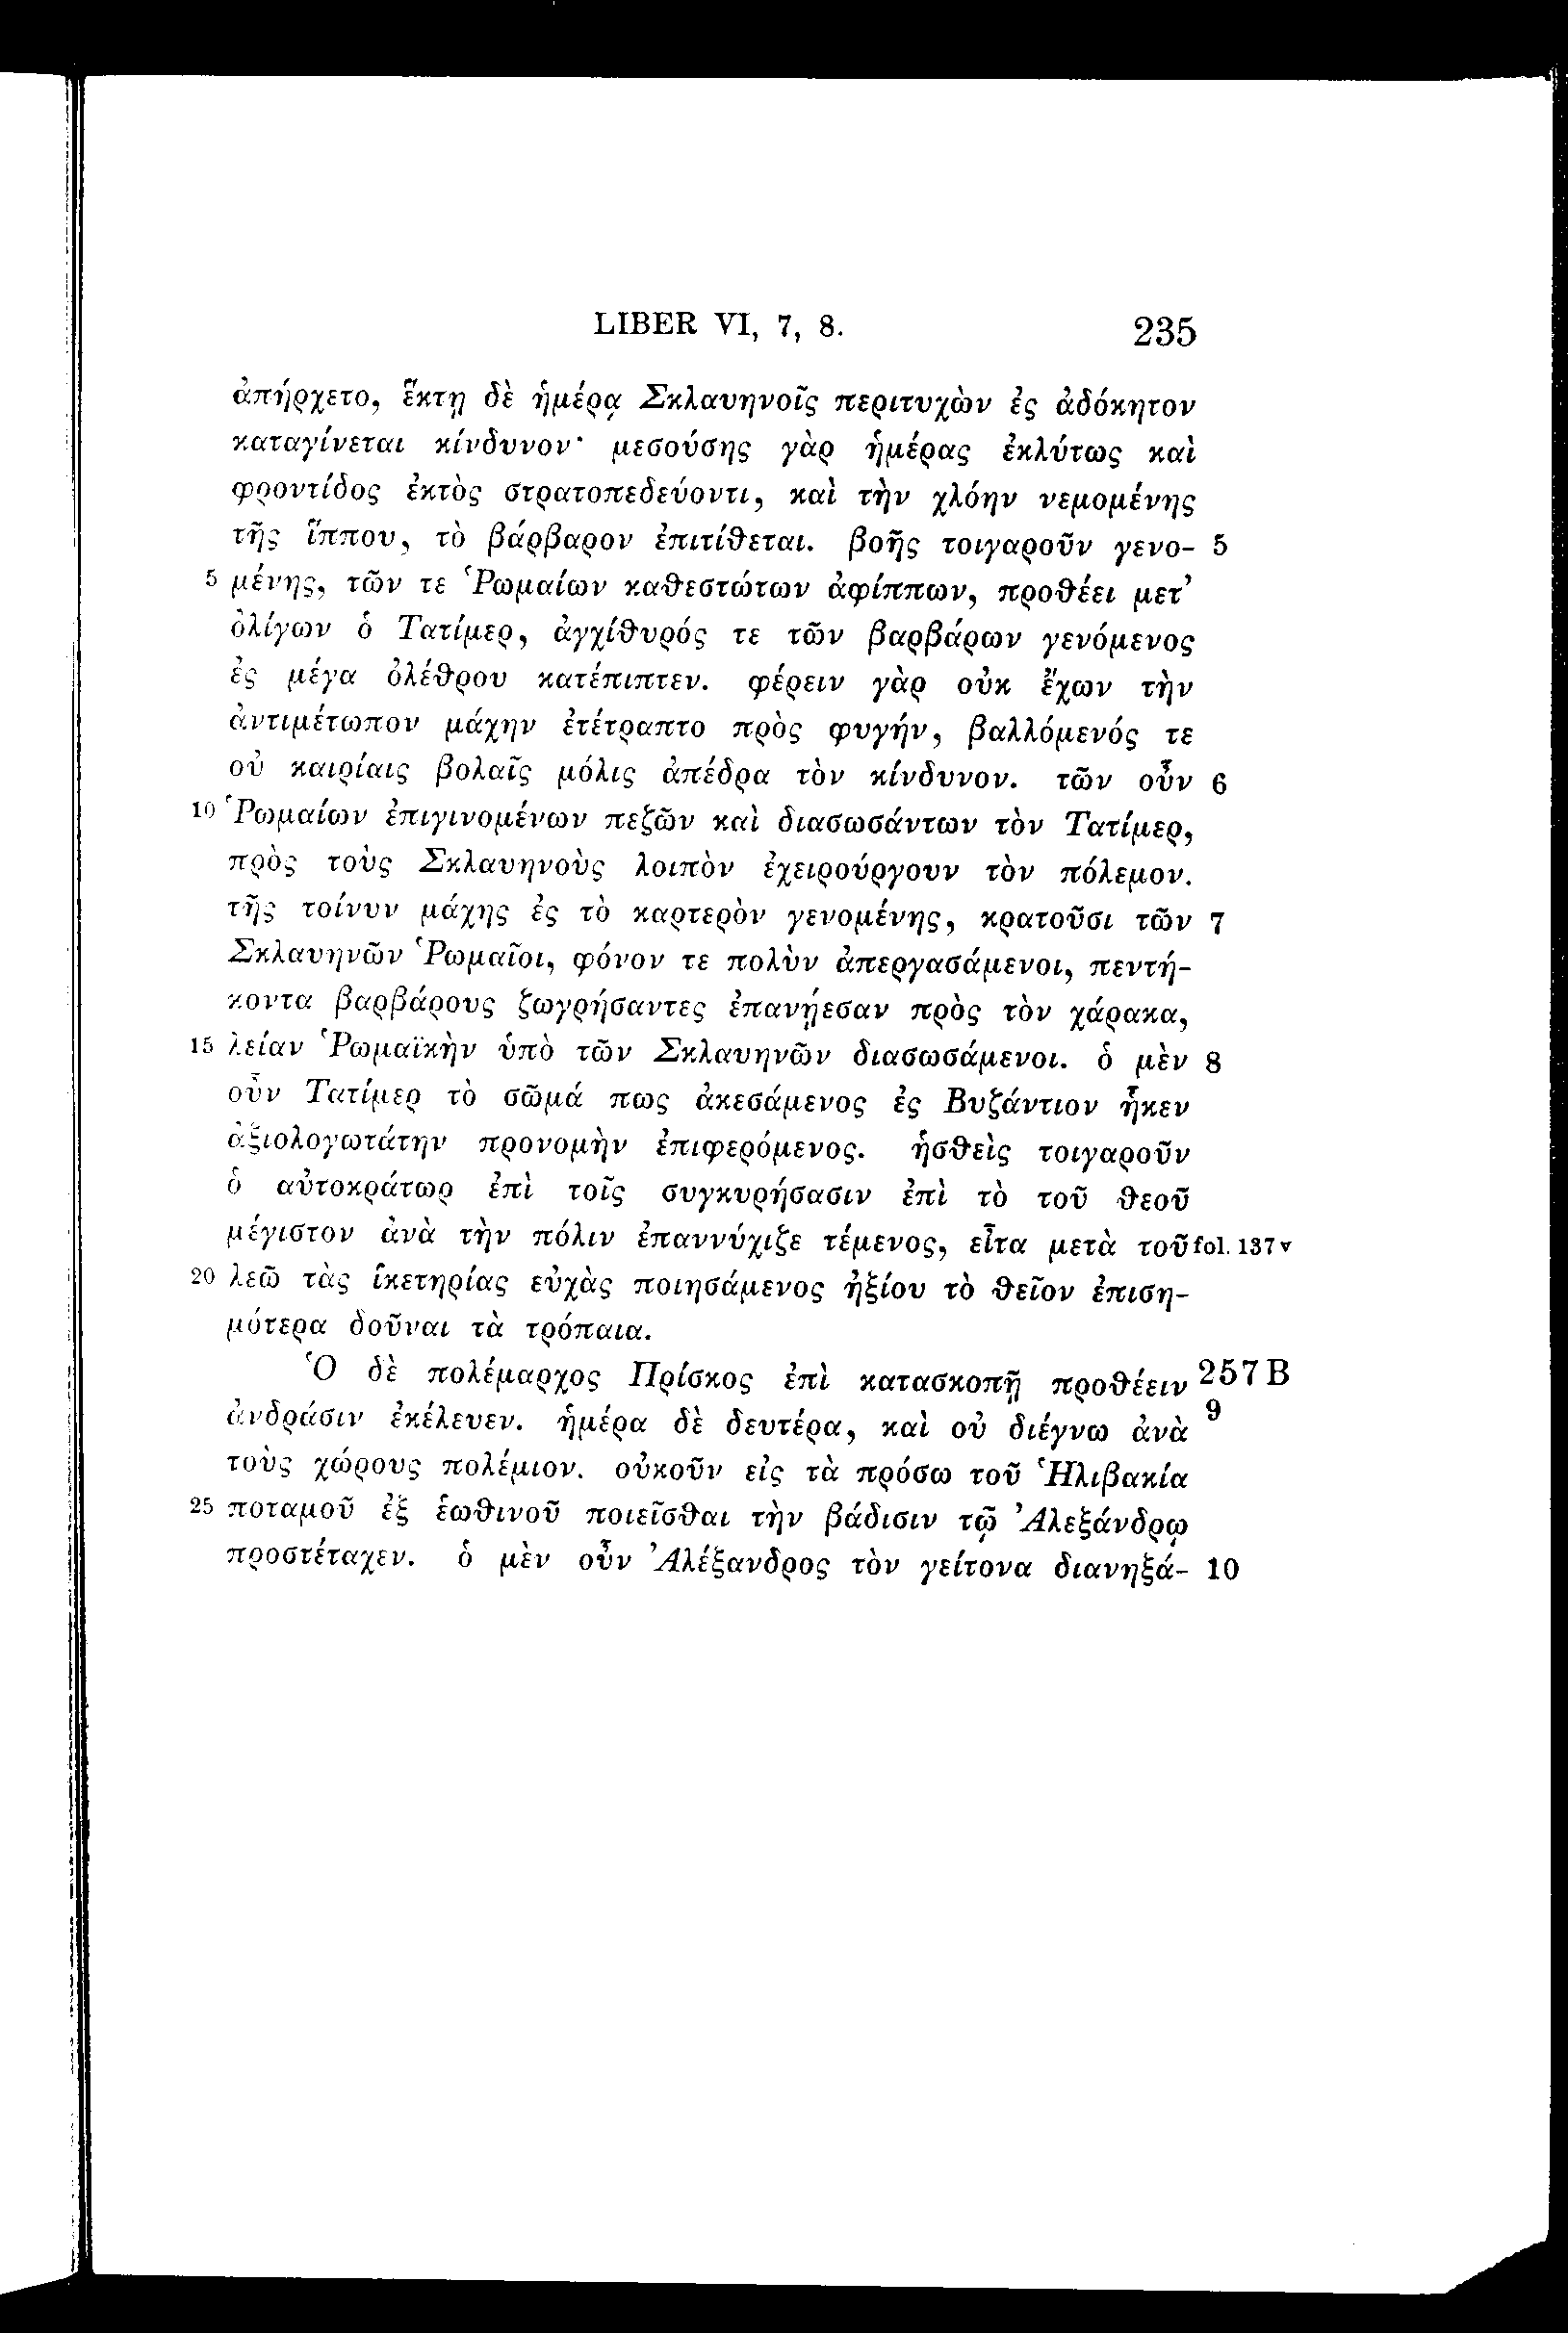 LIBER VI, 7, 8. 235
ἀπήρχετο, ἕκτῃ δὲ ἡμέρᾳ Σκλαυηνοῖς περιτυχὼν ἐς ἀδόκητον
καταγίνεται κίνδυνον· μεσούσης γὰρ ἡμέρας ἐκλύτως καὶ
φροντίδος ἐκτὸς στρατοπεδεύοντι, καὶ τὴν χλόην νεμομένης
τῆς ἵππου, τὸ βάρβαρον ἐπιτίθεται. βοῆς τοιγαροῦν γενο- 5
5 μένης, τῶν τε Ῥωμαίων καθεστώτων ἀφίππων, προθέει μετ’
ὀλίγων ὁ Τατίμερ, ἀγχίθυρός τε τῶν βαρβάρων γενόμενος
ἐς μέγα ὀλέθρου κατέπιπτεν. φέρειν γὰρ οὐκ ἔχων τὴν
ἀντιμέτωπον μάχην ἐτέτραπτο πρὸς φυγήν, βαλλόμενός τε
οὐ καιρίαις βολαῖς μόλις ἀπέδρα τὸν κίνδυνον. τῶν οὖν 6
10 Ῥωμαίων ἐπιγινομένων πεζῶν καὶ διασωσάντων τὸν Τατίμερ,
πρὸς τοὺς Σκλαυηνοὺς λοιπὸν ἐχειρούργουν τὸν πόλεμον.
τῆς τοίνυν μάχης ἐς τὸ καρτερὸν γενομένης, κρατοῦσι τῶν 7
Σκλαυηνῶν Ῥωμαῖοι, φόνον τε πολὺν ἀπεργασάμενοι, πεντή-
κοντα βαρβάρους ζωγρήσαντες ἐπανῄεσαν πρὸς τὸν χάρακα,
15 λείαν Ῥωμαϊκὴν ὑπὸ τῶν Σκλαυηνῶν διασωσάμενοι. ὁ μὲν 8
οὖν Τατίμερ τὸ σῶμά πως ἀκεσάμενος ἐς Βυζάντιον ἧκεν
ἀξιολογωτάτην προνομὴν ἐπιφερόμενος. ἡσθεὶς τοιγαροῦν
ὁ αὐτοκράτωρ ἐπὶ τοῖς συγκυρήσασιν ἐπὶ τὸ τοῦ θεοῦ
μέγιστον ἀνὰ τὴν πόλιν ἐπαννύχιζε τέμενος, εἶτα μετὰ τοῦ fol. 137 v
20 λεῶ τὰς ἱκετηρίας εὐχὰς ποιησάμενος ἠξίου τὸ θεῖον ἐπιση-
μότερα δοῦναι τὰ τρόπαια.
Ὁ δὲ πολέμαρχος Πρίσκος ἐπὶ κατασκοπῇ προθέειν 257 B
ἀνδράσιν ἐκέλευεν. ἡμέρα δὲ δευτέρα, καὶ οὐ διέγνω ἀνὰ 9
τοὺς χώρους πολέμιον. οὐκοῦν εἰς τὰ πρόσω τοῦ Ἡλιβακία
25 ποταμοῦ ἐξ ἑωθινοῦ ποιεῖσθαι τὴν βάδισιν τῷ Ἀλεξάνδρῳ
προστέταχεν. ὁ μὲν οὖν Ἀλέξανδρος τὸν γείτονα διανηξά- 10